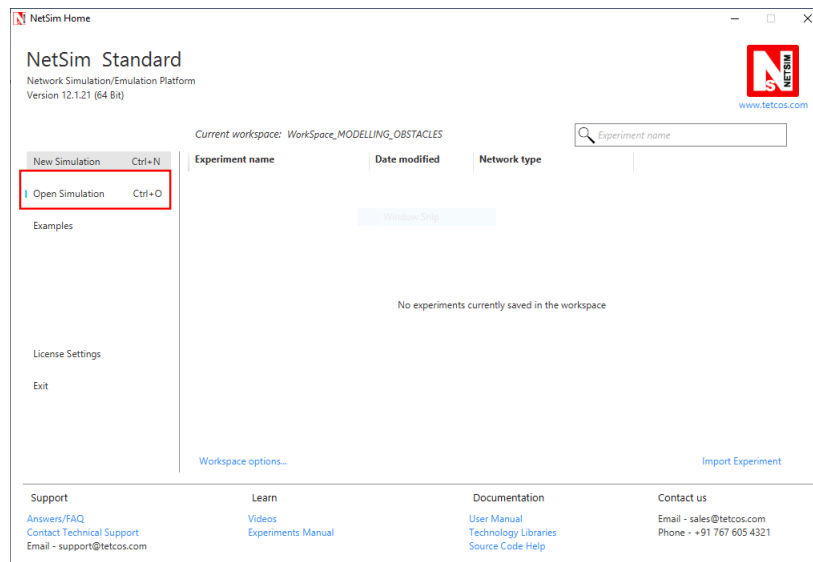 NetSim Home
NetSim Standard
Network Simulation/Emulation Platform
Version 12.1.21 (64 Bit)
NETSIM
www.tetcos.com
Current workspace: WorkSpace_MODELLING_OBSTACLES
Experiment name
New Simulation Ctrl+N
Experiment name Date modified Network type
Open Simulation Ctrl+O
Window Snip
Examples
No experiments currently saved in the workspace
License Settings
Exit
Workspace options...
Import Experiment
Support Learn Documentation Contact us
Answers/FAQ Videos User Manual Email - sales@tetcos.com
Contact Technical Support Experiments Manual Technology Libraries Phone - +91 767 605 4321
Email - support@tetcos.com Source Code Help